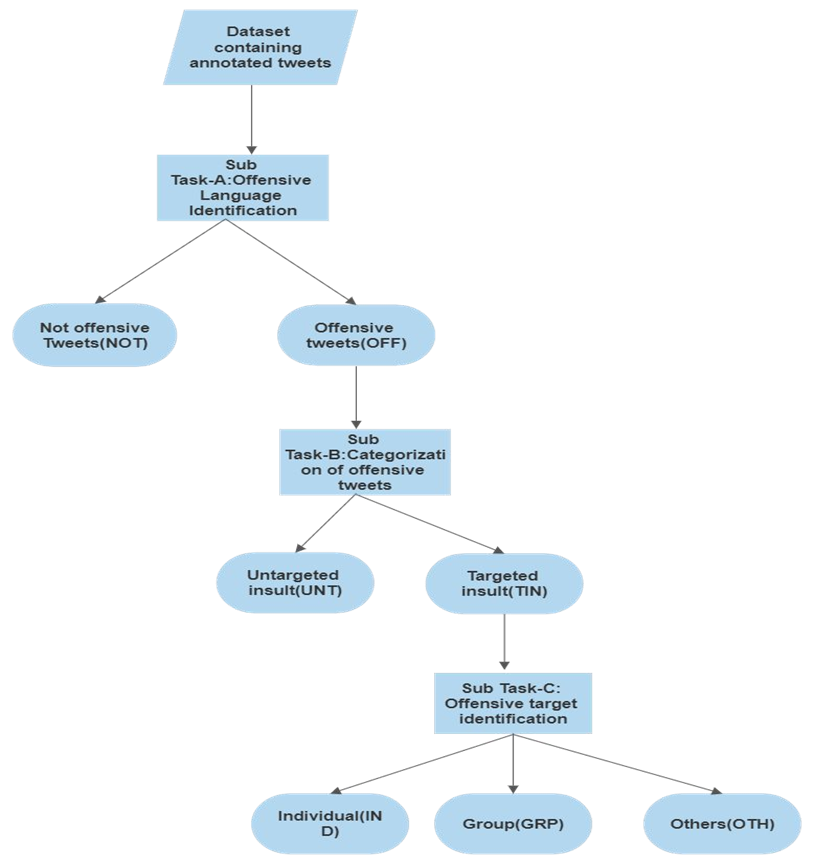 Dataset
containing
annotated tweets
Sub
Task-A:Offensive
Language
Identification
Not offensive
Tweets(NOT)
Offensive
tweets(OFF)
Sub
Task-B:Categorizati
on of offensive
tweets
Untargeted
insult(UNT)
Targeted
insult(TIN)
Sub Task-C:
Offensive target
identification
Individual(IN
D)
Group(GRP)
Others(OTH)